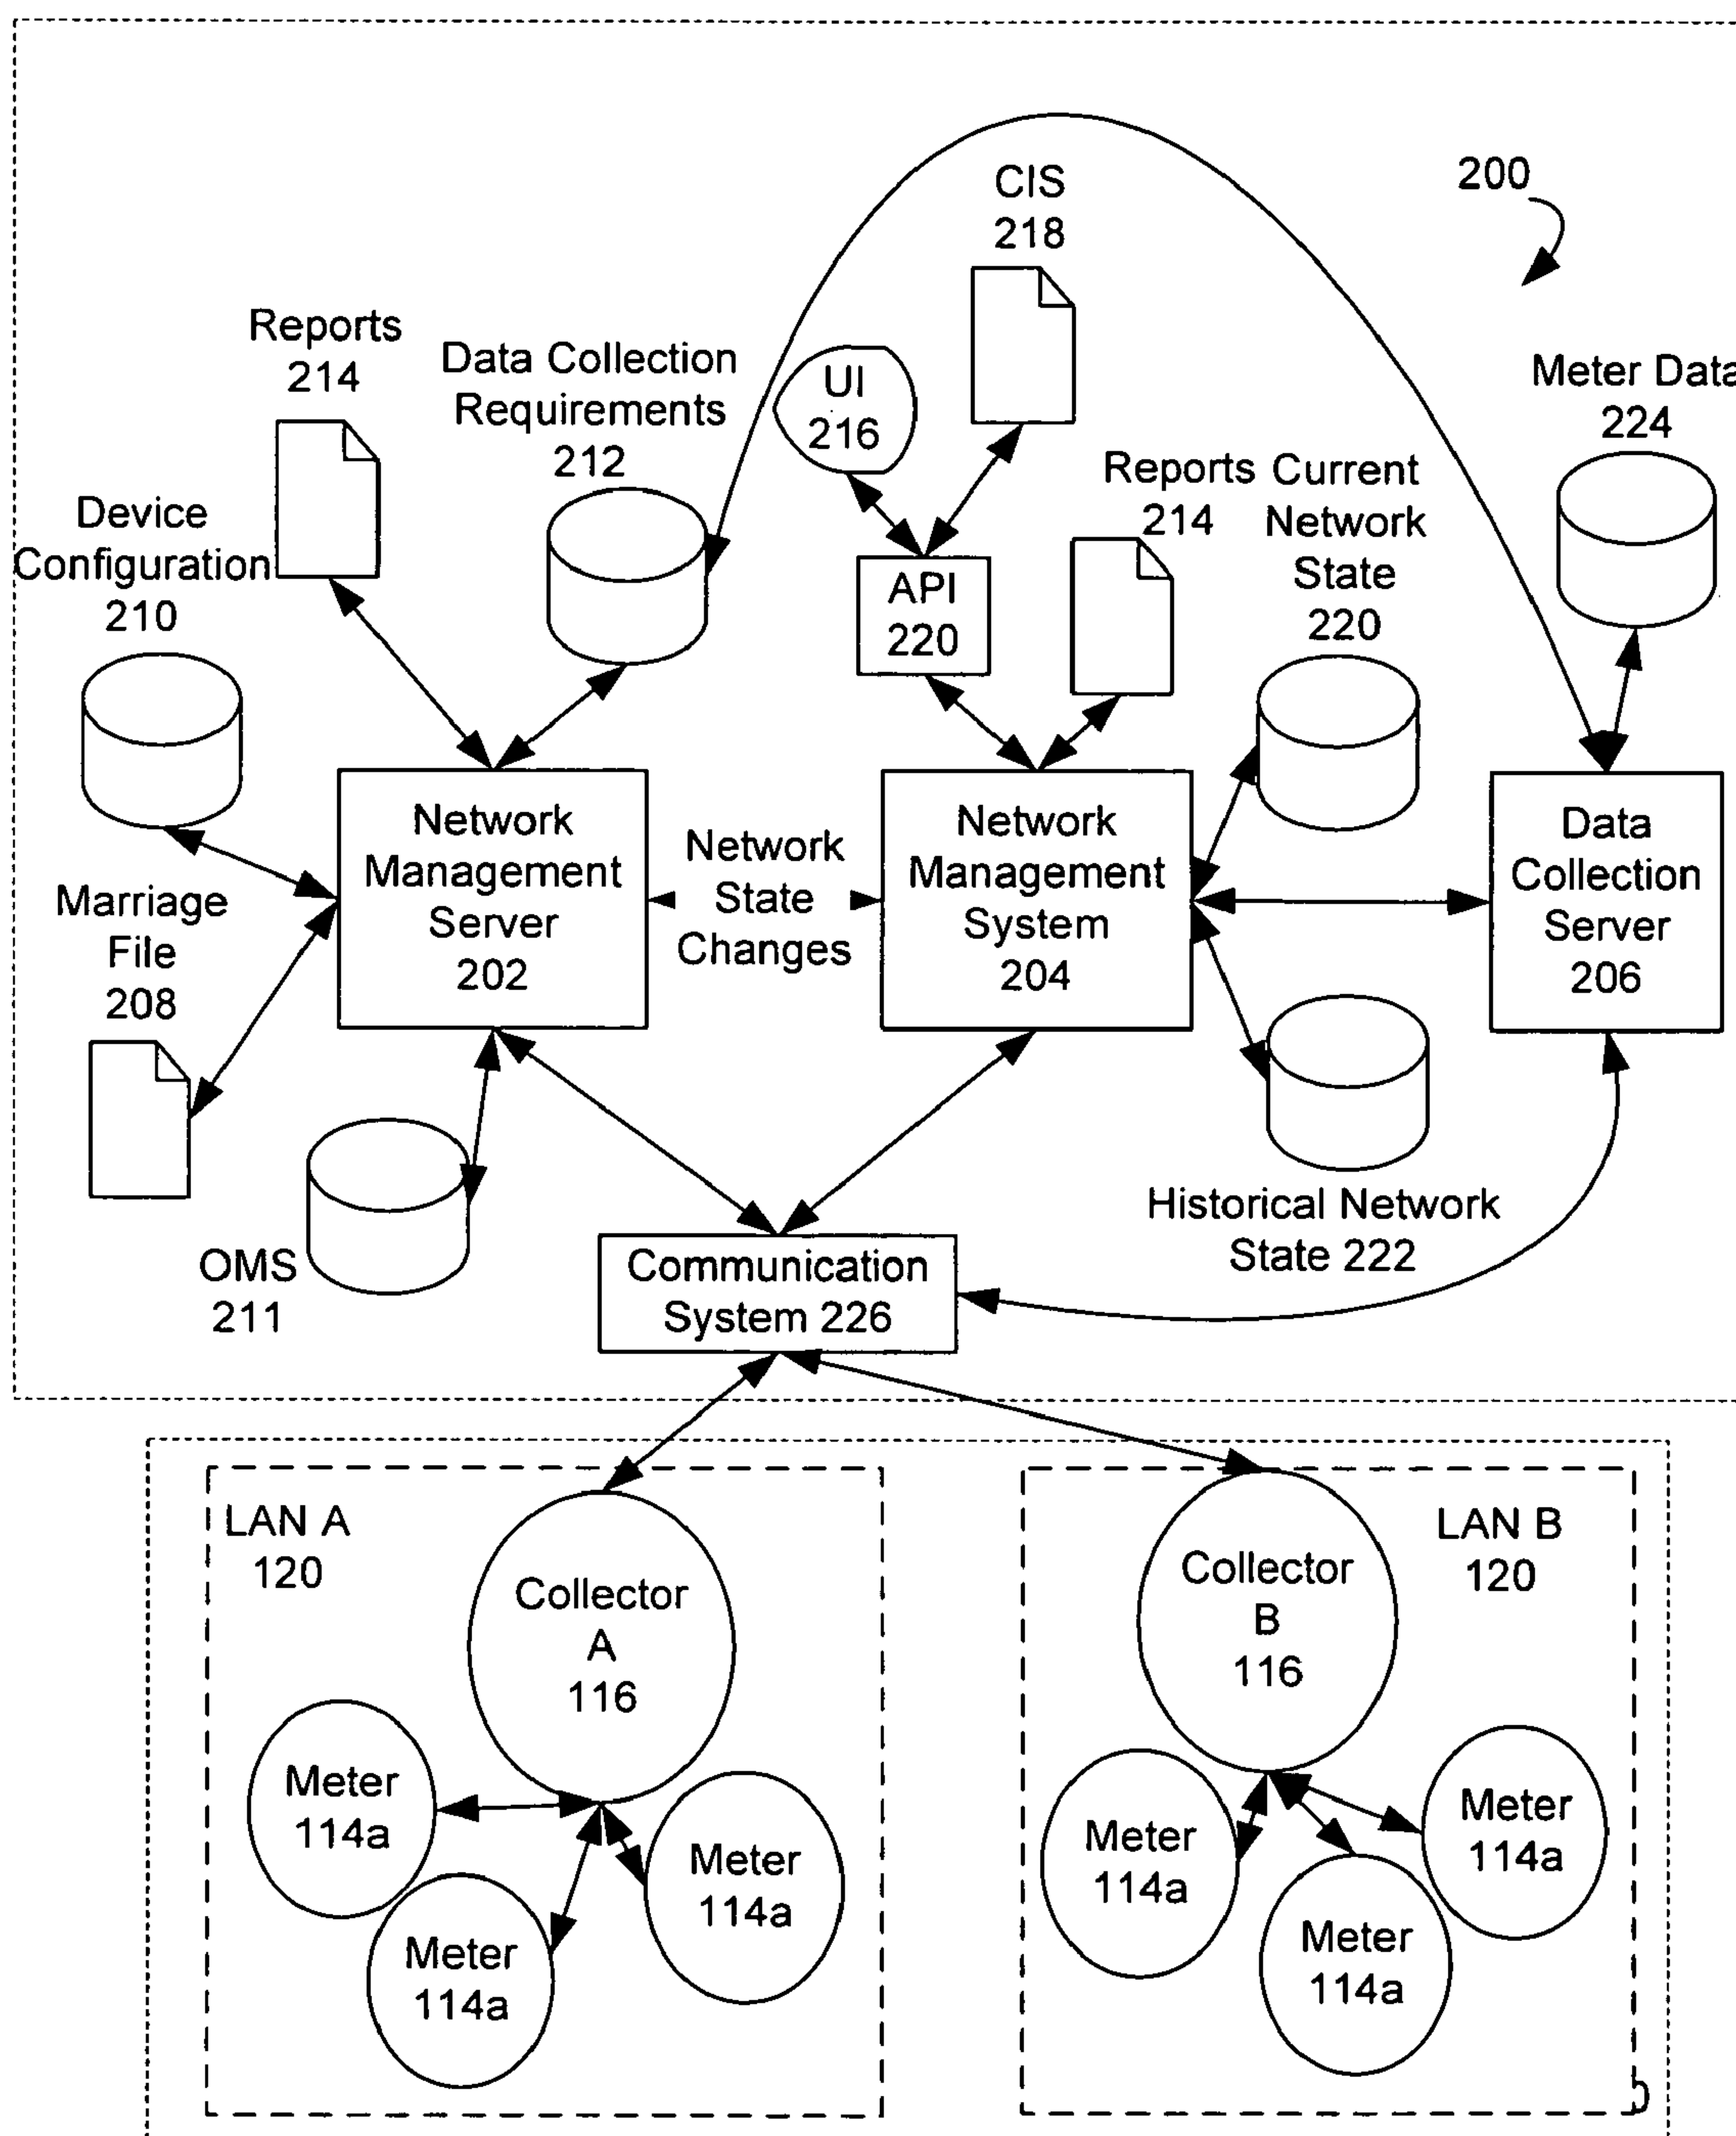 200
CIS
218
Reports
214
Data Collection
Requirements
212
UI
216
Meter Data
224
Device
Configuration
210
Reports
214
Current
Network
State
220
API
220
Network
Management
Server
202
Network
State
Changes
Network
Management
System
204
Data
Collection
Server
206
Marriage
File
208
OMS
211
Historical Network
State 222
Communication
System 226
LAN A
120
Collector
A
116
Meter
114a
Meter
114a
Meter
114a
LAN B
120
Collector
B
116
Meter
114a
Meter
114a
Meter
114a